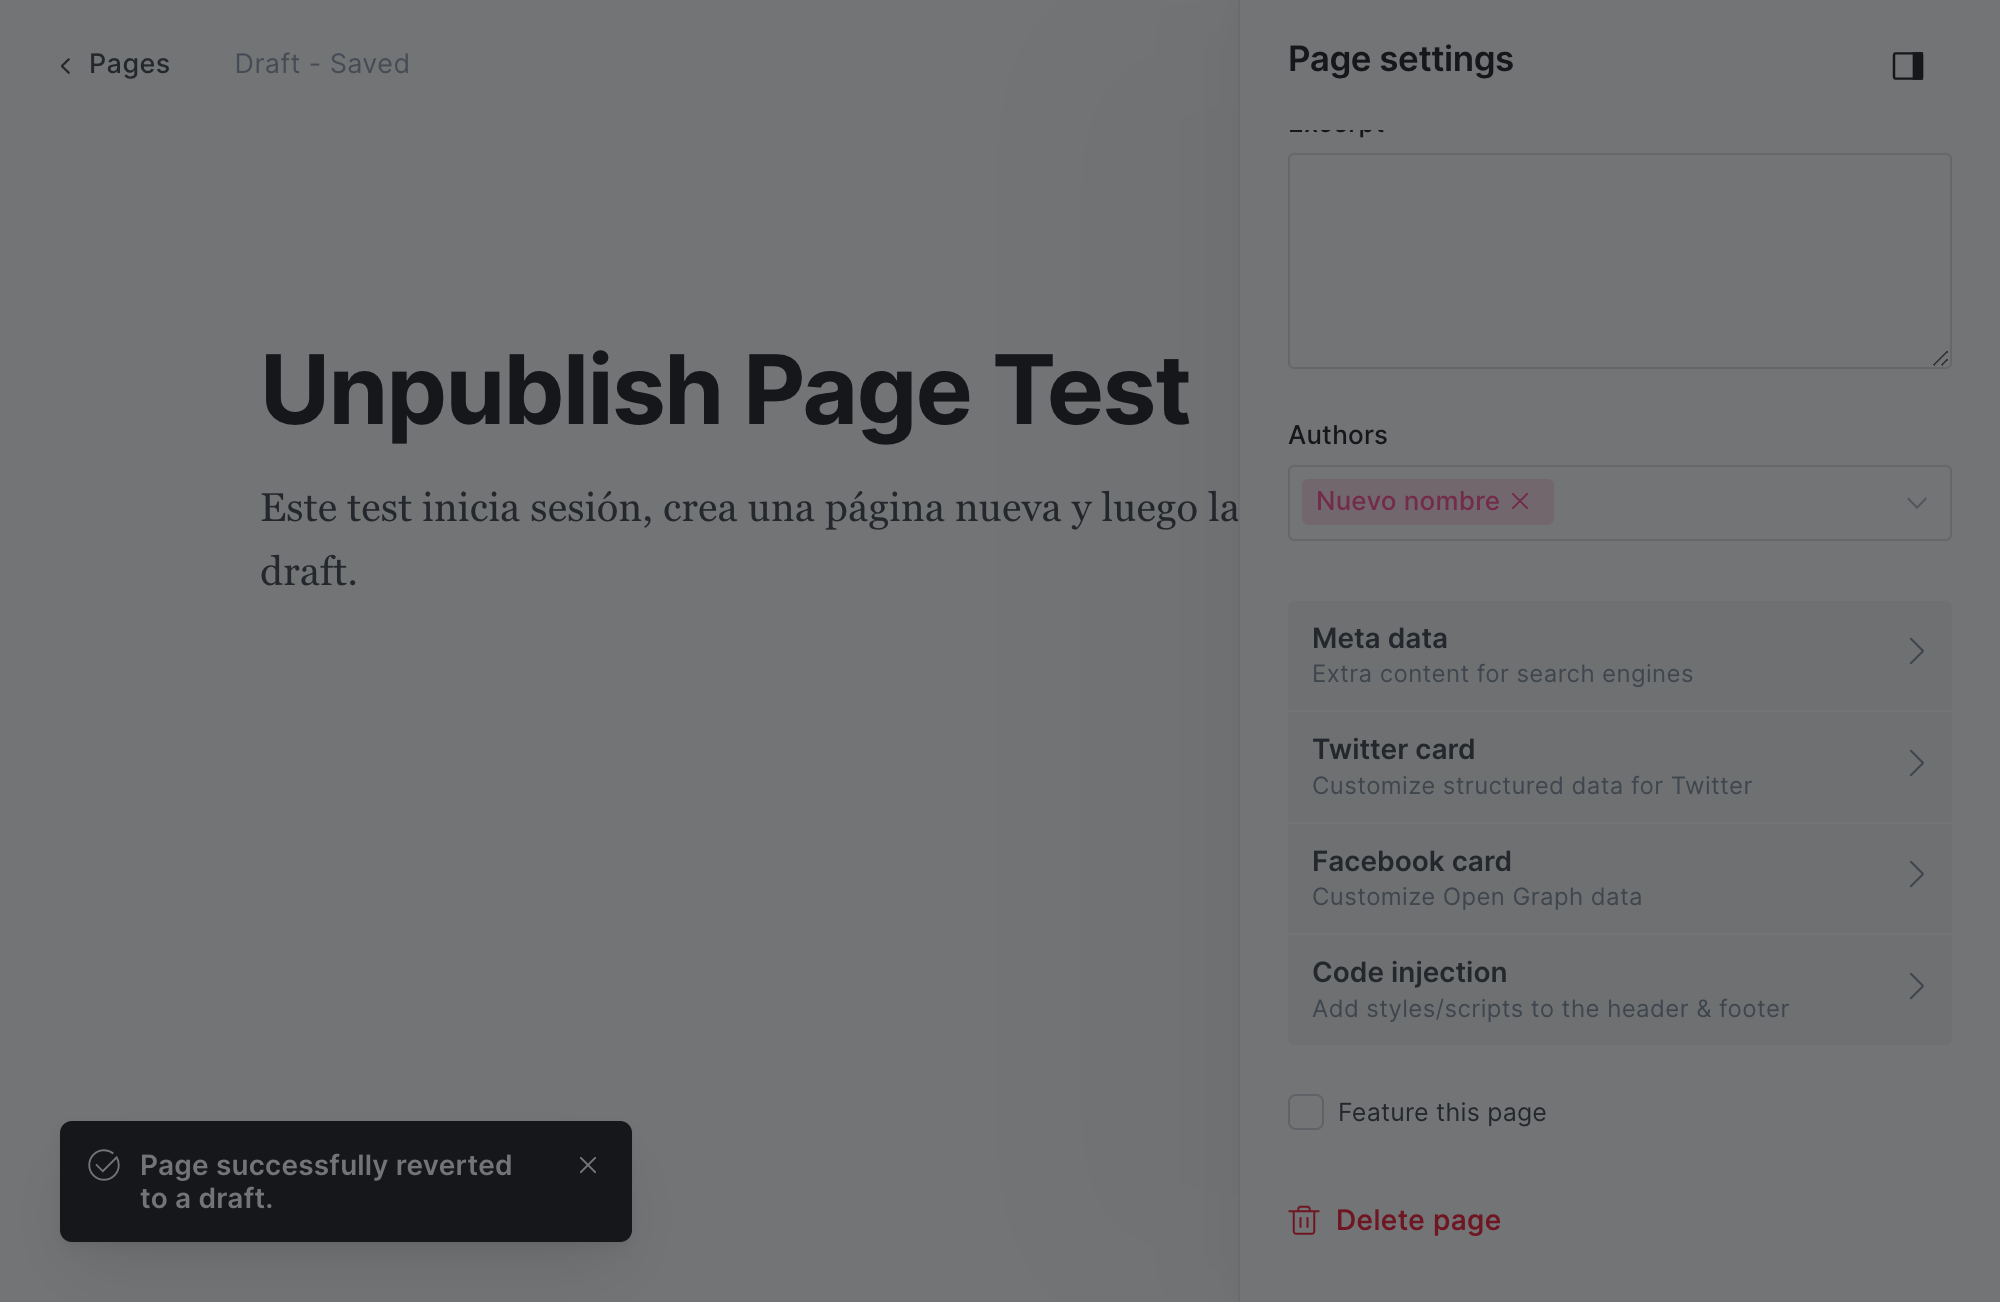 Pages
Draft - Saved
Page settings
Excerpt
Unpublish Page Test
Este test inicia sesión, crea una página nueva y luego la
draft.
Authors
Nuevo nombre
Meta data
Extra content for search engines
Twitter card
Customize structured data for Twitter
Facebook card
Customize Open Graph data
Code injection
Add styles/scripts to the header & footer
Feature this page
Page successfully reverted
to a draft.
Delete page